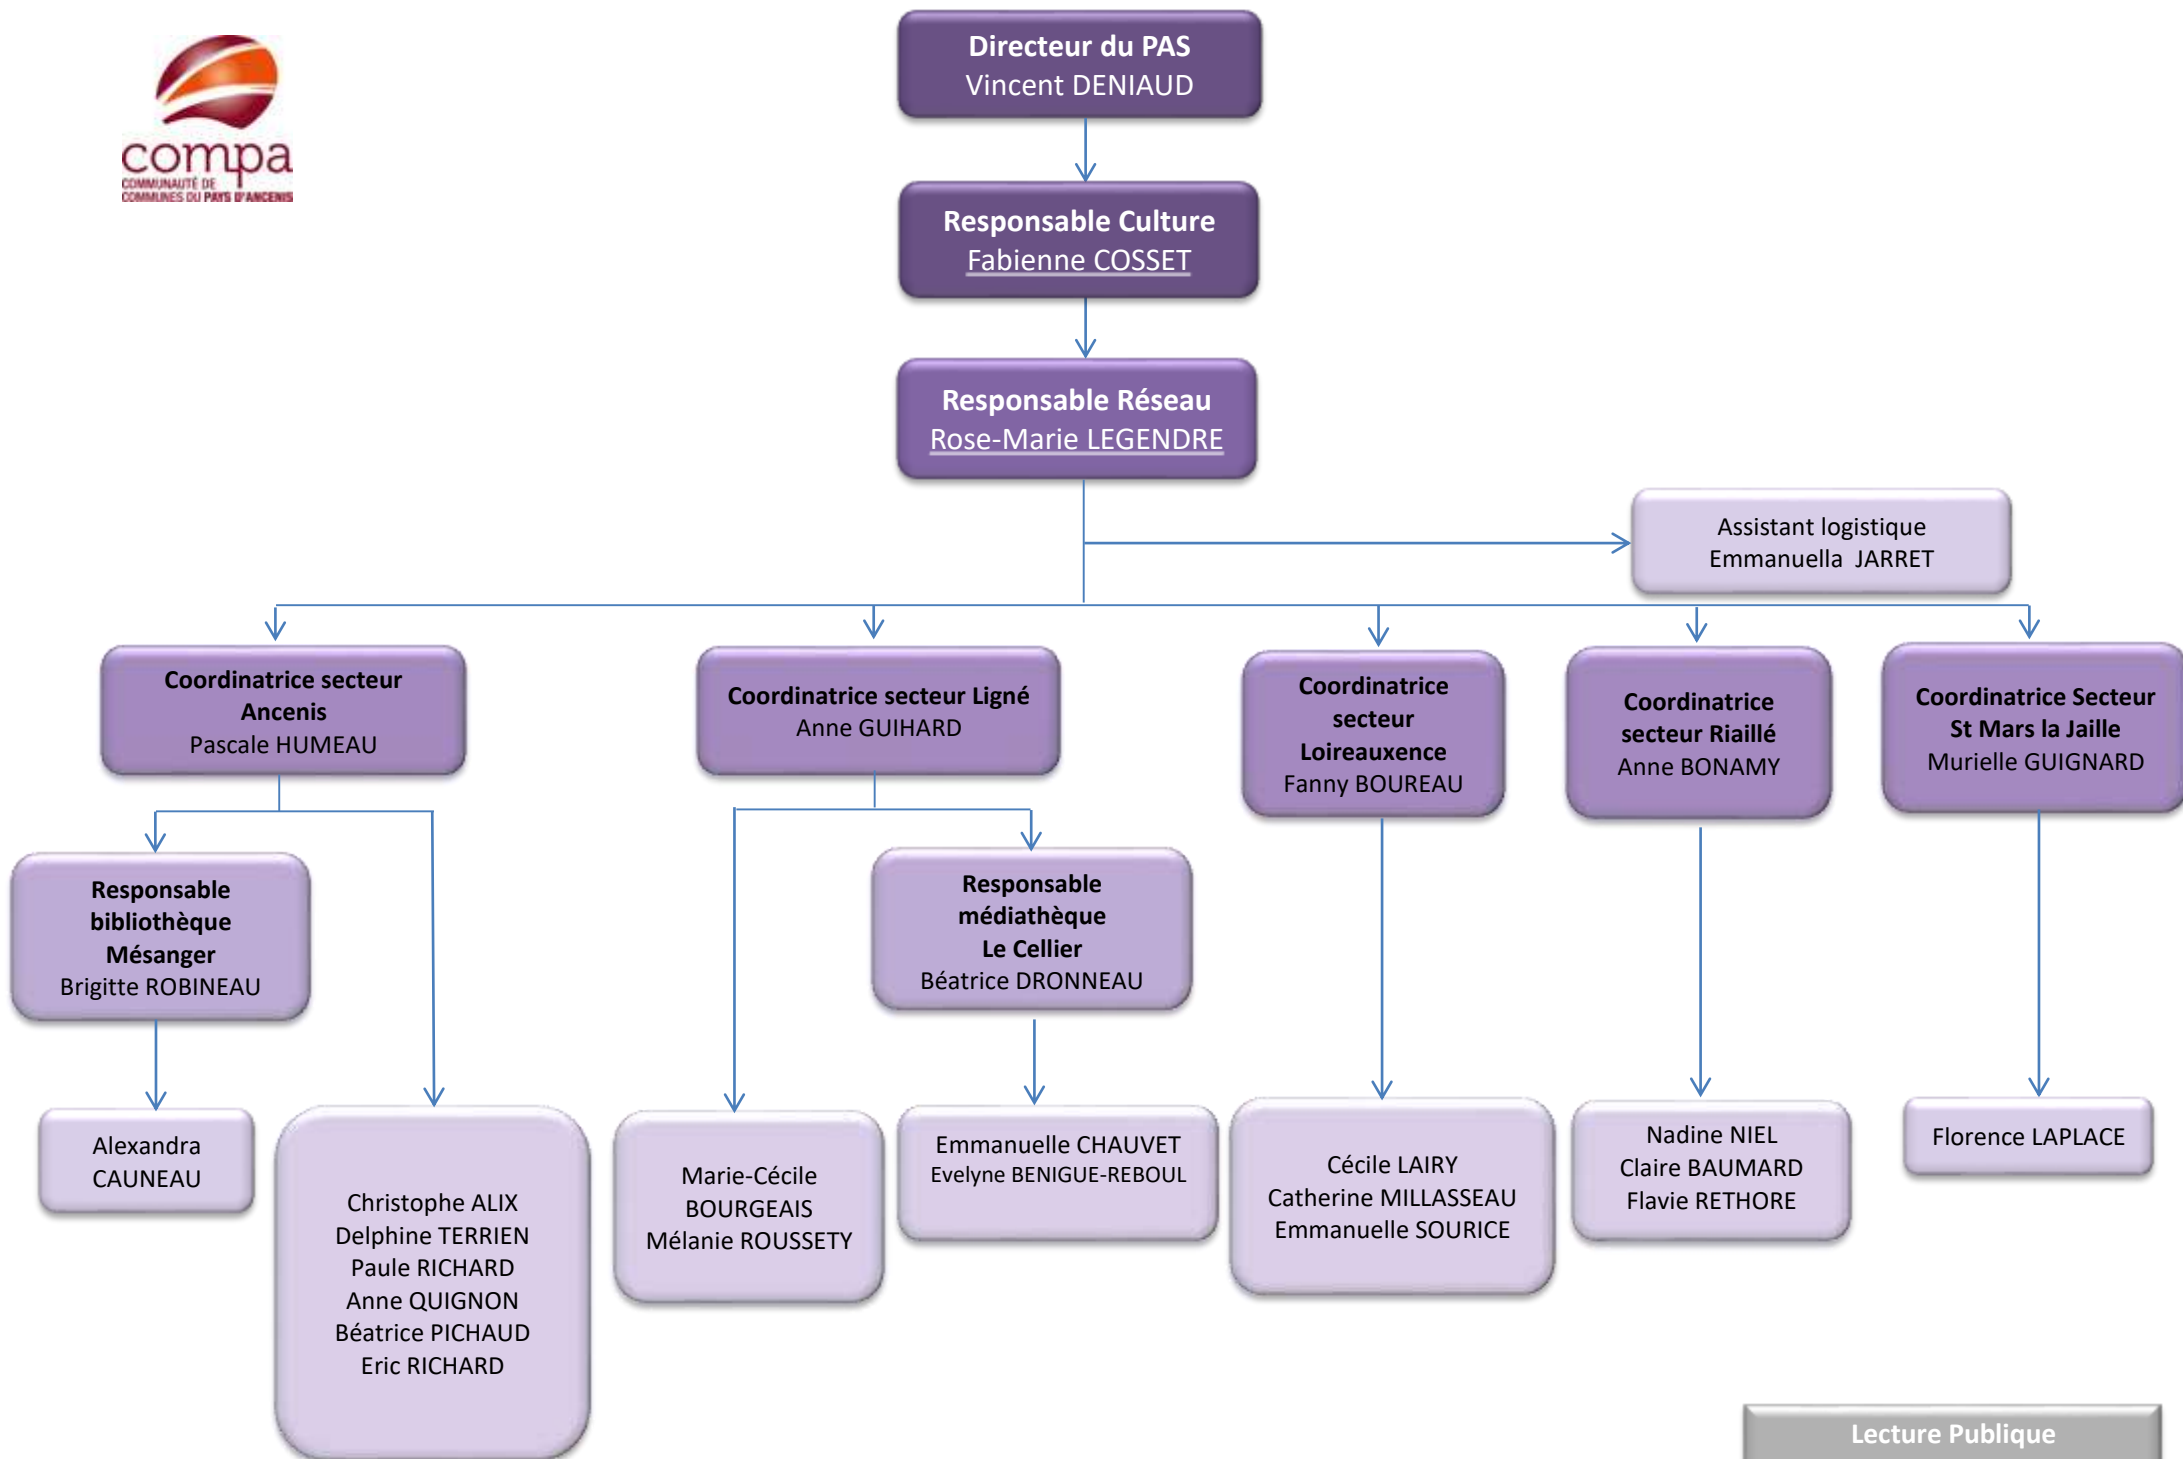 compa
COMMUNAUTÉ DE
COMMUNES DU PAYS D'ANCENIS
Directeur du PAS
Vincent DENIAUD
Responsable Culture
Fabienne COSSET
Responsable Réseau
Rose-Marie LEGENDRE
Assistant logistique
Emmanuella JARRET
Coordinatrice secteur
Ancenis
Pascale HUMEAU
Coordinatrice secteur Ligné
Anne GUIHARD
Coordinatrice
secteur
Loireauxence
Fanny BOUREAU
Coordinatrice
secteur Riaillé
Anne BONAMY
Coordinatrice Secteur
St Mars la Jaille
Murielle GUIGNARD
Responsable
bibliothèque
Mésanger
Brigitte ROBINEAU
Responsable
médiathèque
Le Cellier
Béatrice DRONNEAU
Alexandra
CAUNEAU
Christophe ALIX
Delphine TERRIEN
Paule RICHARD
Anne QUIGNON
Béatrice PICHAUD
Eric RICHARD
Marie-Cécile
BOURGEAIS
Mélanie ROUSSETY
Emmanuelle CHAUVET
Evelyne BENIGUE-REBOUL
Cécile LAIRY
Catherine MILLASSEAU
Emmanuelle SOURICE
Nadine NIEL
Claire BAUMARD
Flavie RETHORE
Florence LAPLACE
Lecture Publique